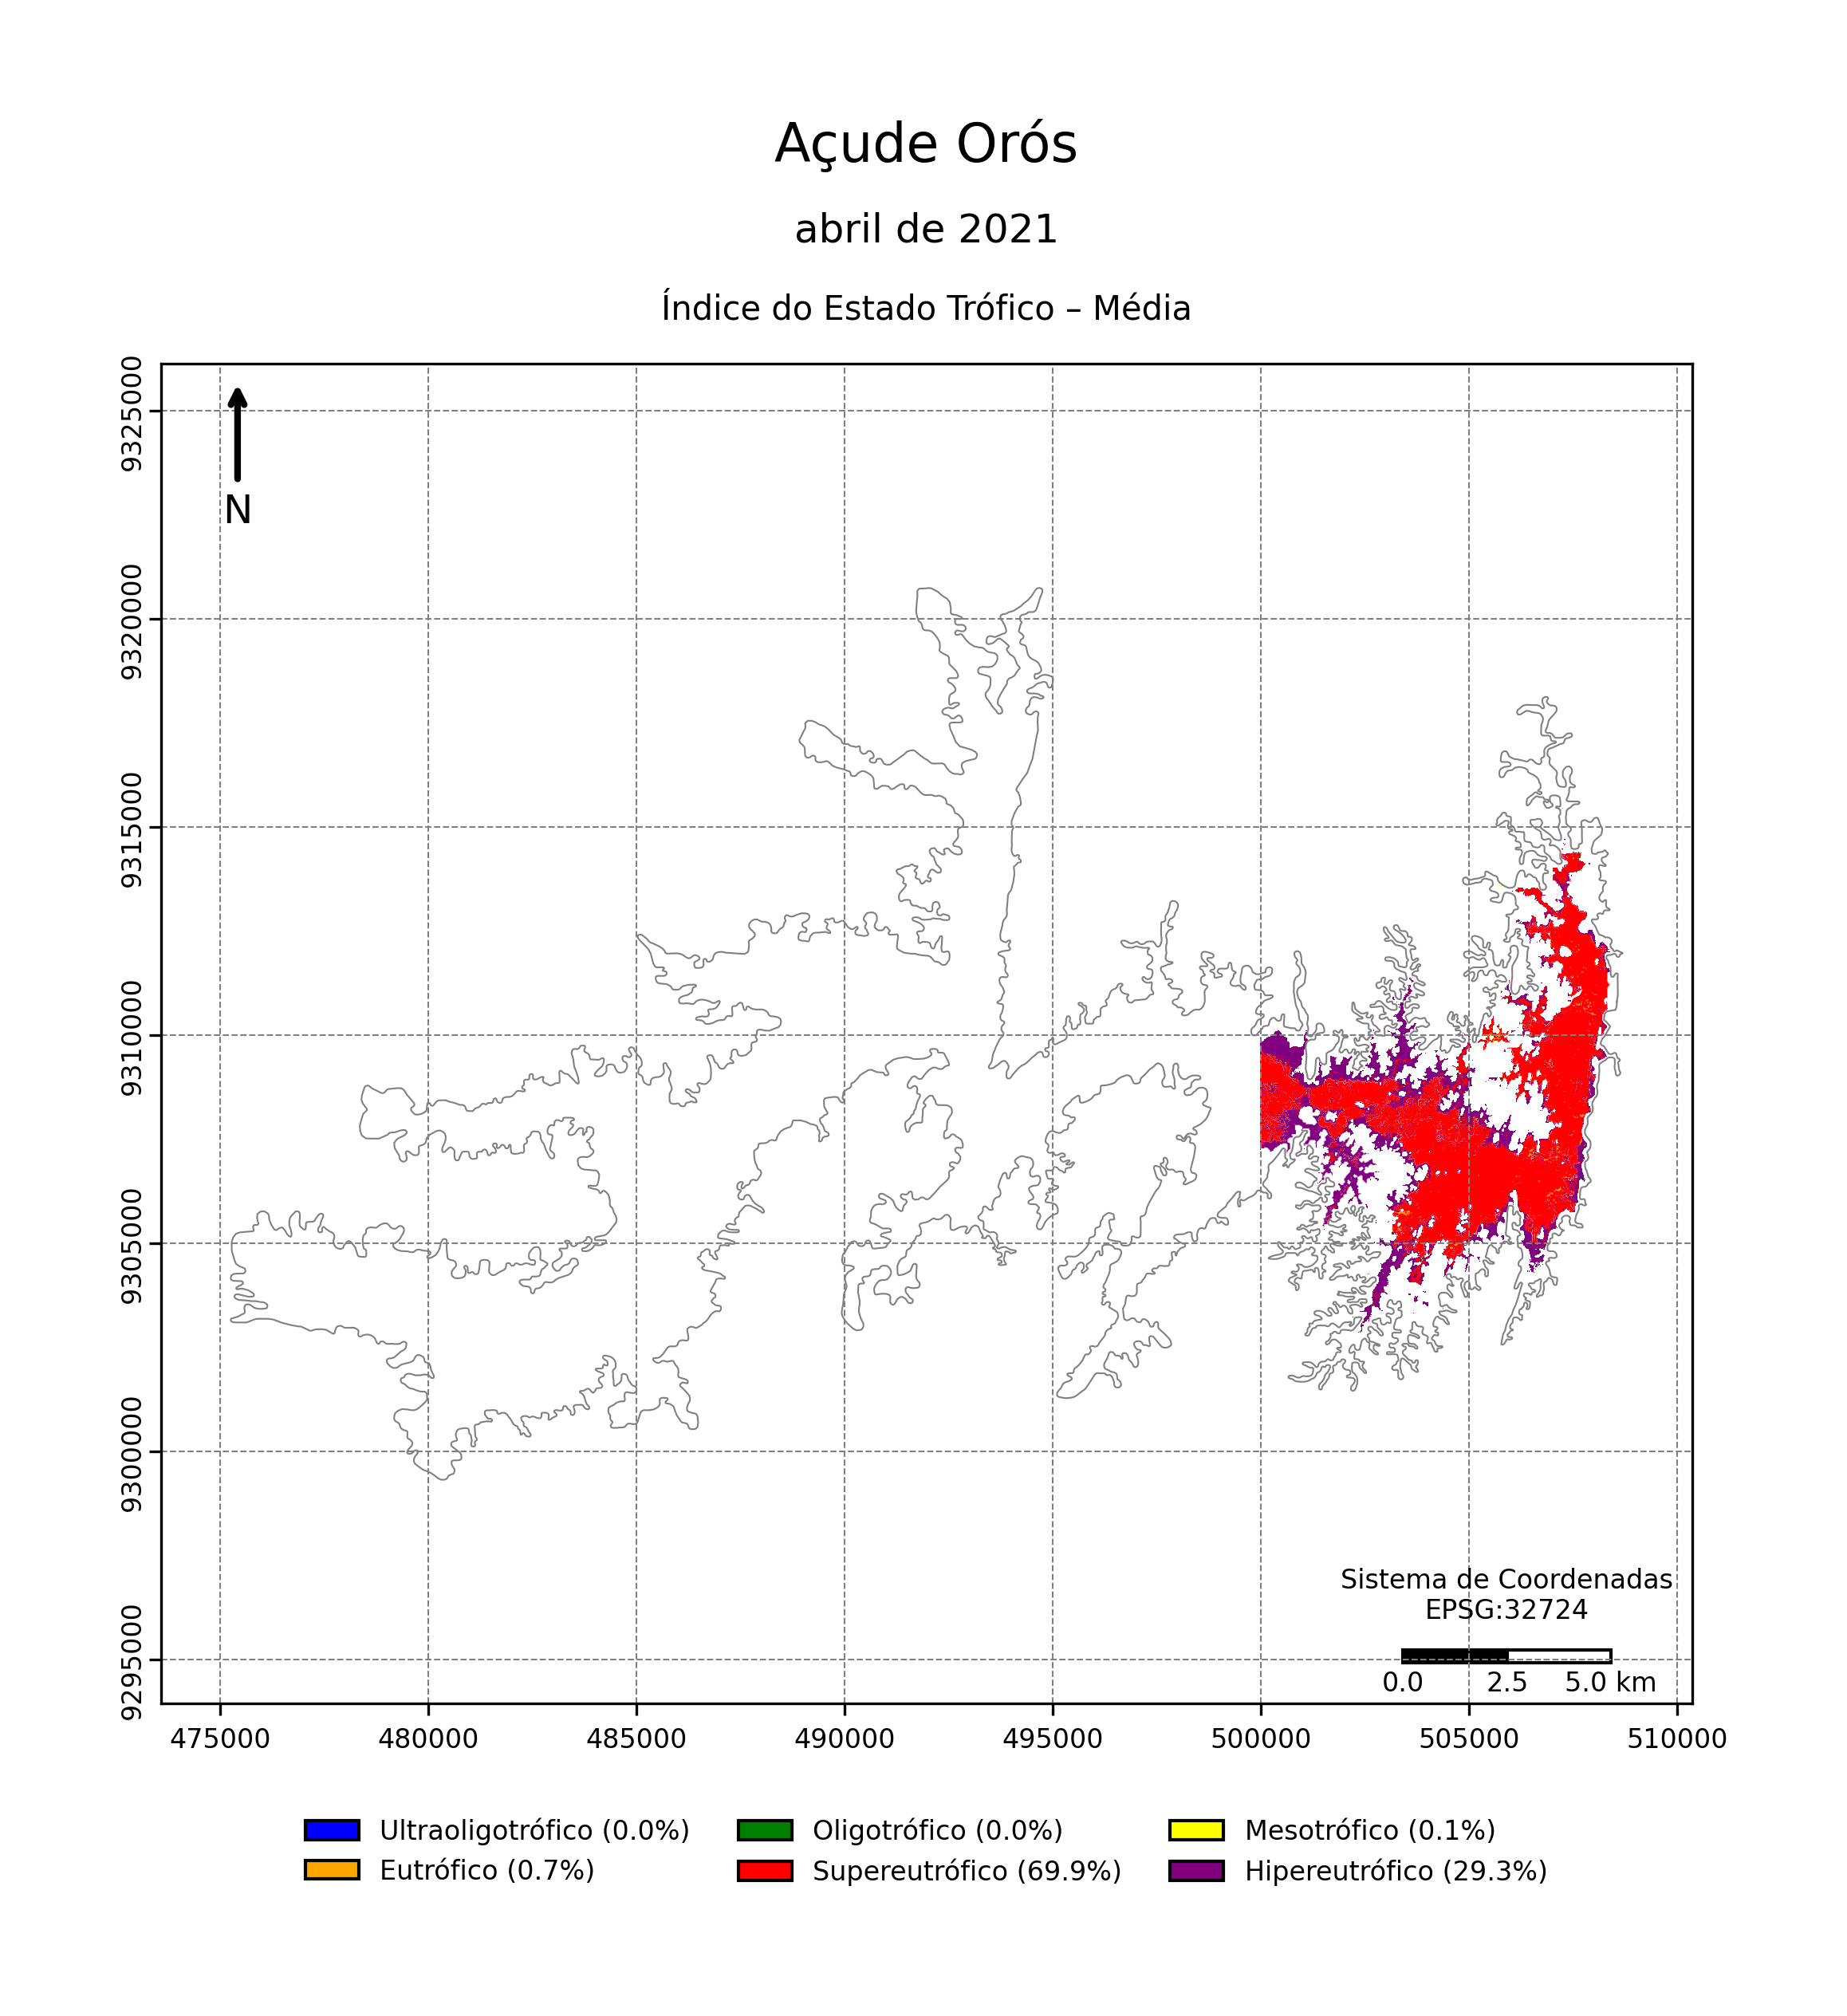 Açude Orós
abril de 2021
Índice do Estado Trófico – Média
9325000
9320000
9315000
9310000
9305000
9300000
9295000
N
Sistema de Coordenadas
EPSG:32724
0.0 2.5 5.0 km
475000 480000 485000 490000 495000 500000 505000 510000
Ultraoligotrófico (0.0%) Oligotrófico (0.0%) Mesotrófico (0.1%)
Eutrófico (0.7%) Supereutrófico (69.9%) Hipereutrófico (29.3%)